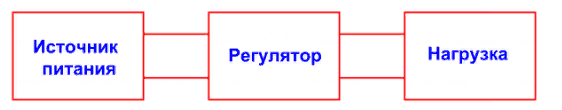 Источник
питания
Регулятор
Нагрузка